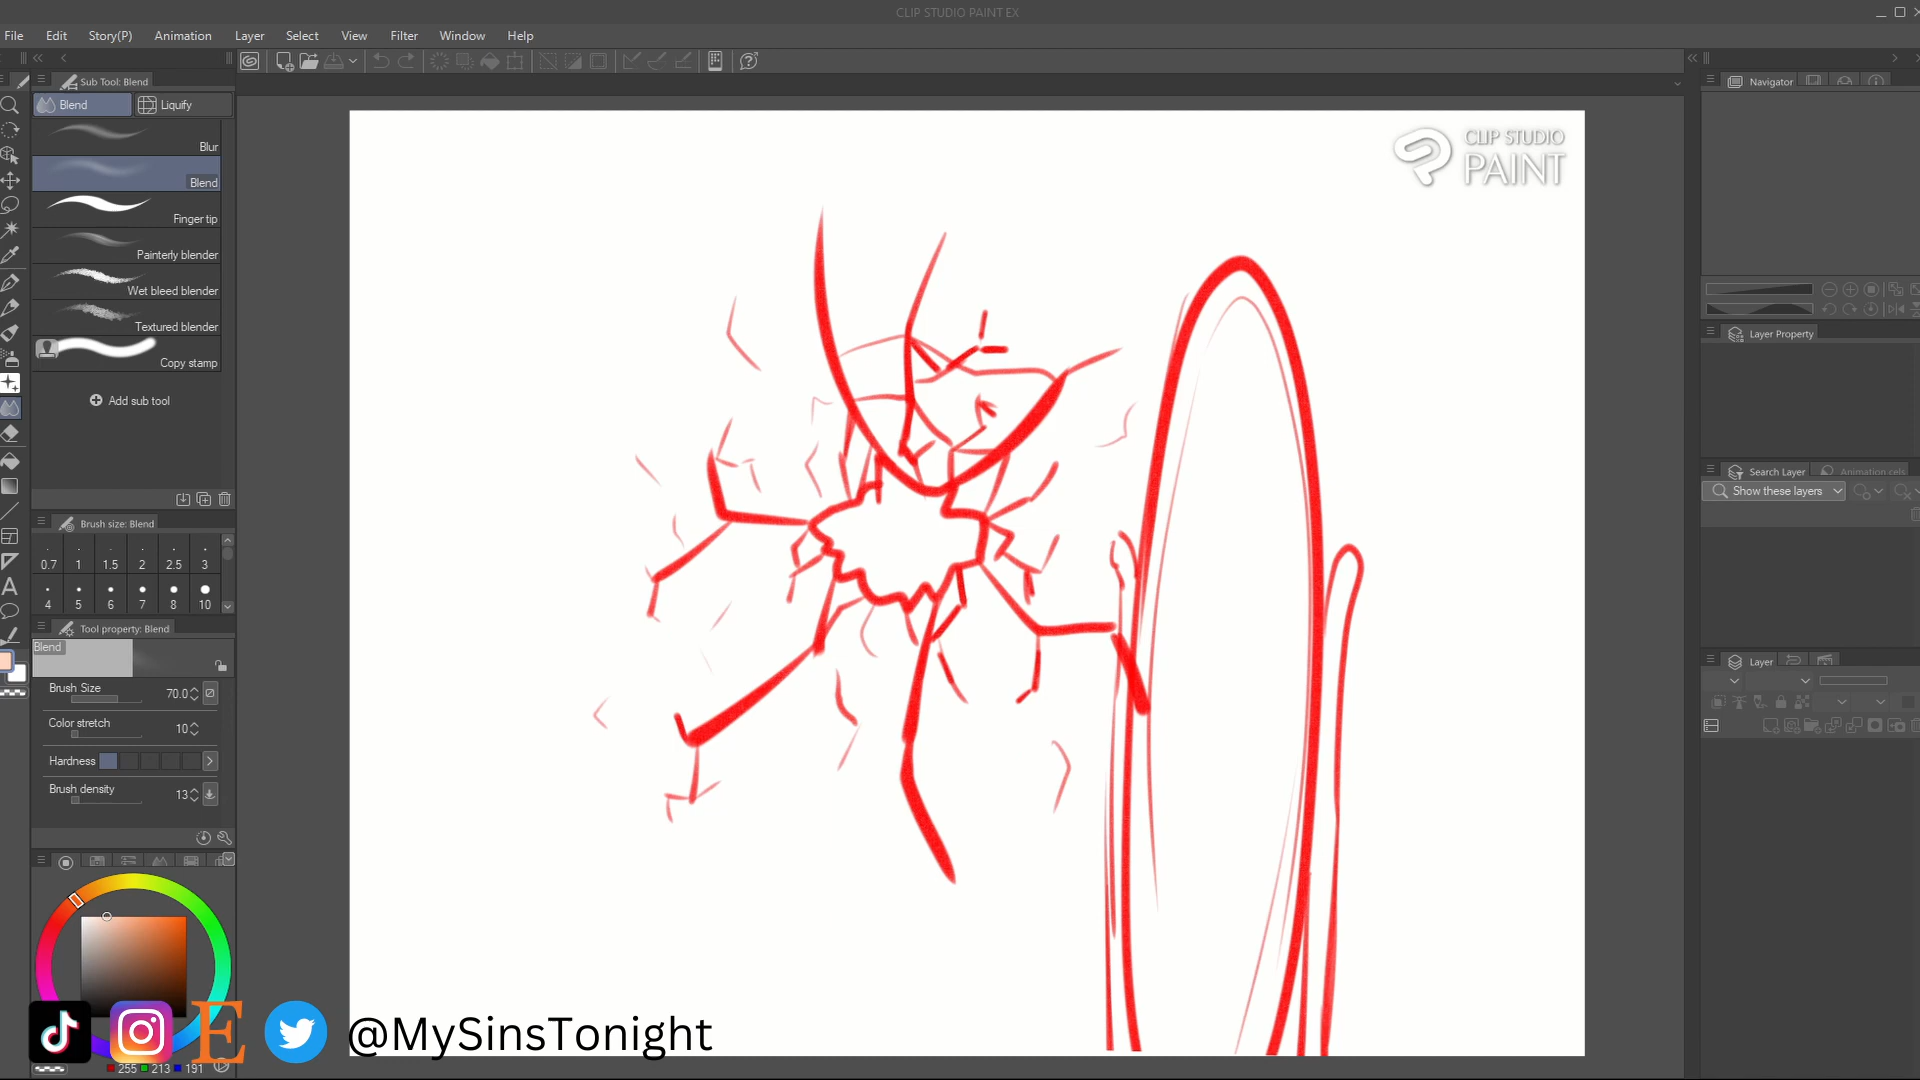 CLIP STUDIO PAINT EX
File Edit Story(P) Animation Layer Select View Filter Window Help
Sub Tool: Blend
Blend Liquify
Blur
Blend
Finger tip
Painterly blender
Wet bleed blender
Textured blender
Copy stamp
Add sub tool
Brush size: Blend
0.7 1 1.5 2 2.5 3
4 5 6 7 8 10
Tool property: Blend
Blend
Brush Size 70.0
Color stretch 10
Hardness
Brush density 13
255 213 191
CLIP STUDIO
PAINT
Navigator
Layer Property
Search Layer Animation cels
Show these layers
Layer
E @MySinsTonight